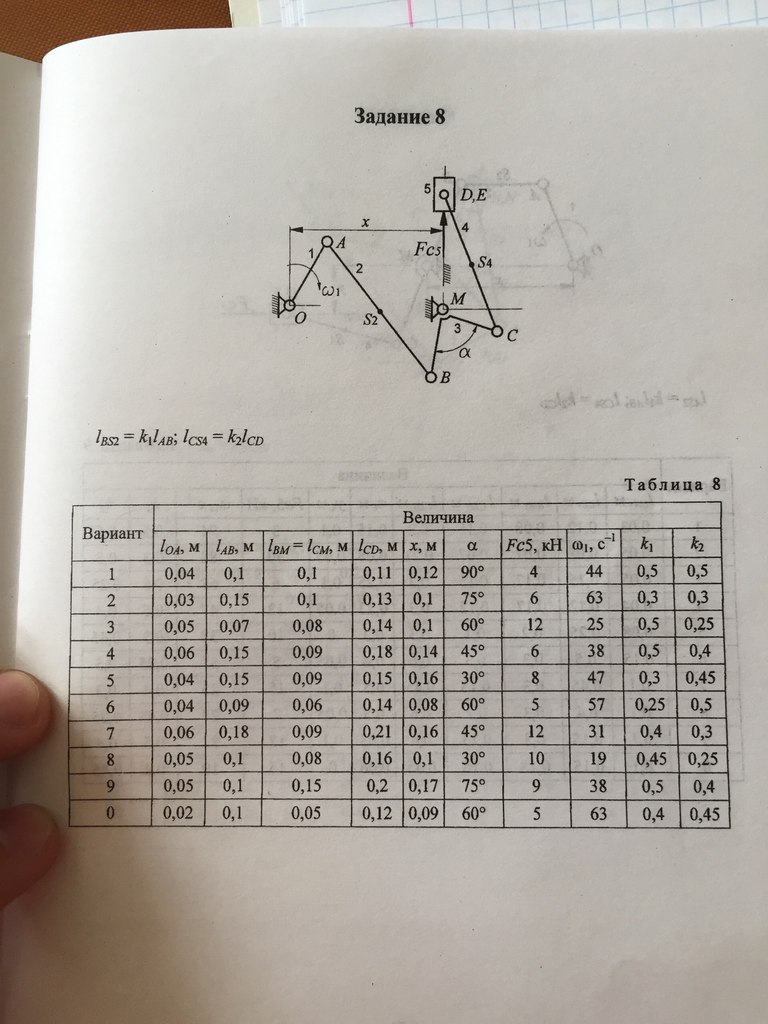 Задание 8
5 D,E
x 4
A Fc5
1 2 S4
ω1 M
O S2 3 C
α
B
lBS2 = k1lAB; lCS4 = k2lCD
Таблица 8
Вариант Величина
lOA, м lAB, м lBM = lCM, м lCD, м x, м α Fc5, кН ω1, с⁻¹ k1 k2
1 0,04 0,1 0,1 0,11 0,12 90° 4 44 0,5 0,5
2 0,03 0,15 0,1 0,13 0,1 75° 6 63 0,3 0,3
3 0,05 0,07 0,08 0,14 0,1 60° 12 25 0,5 0,25
4 0,06 0,15 0,09 0,18 0,14 45° 6 38 0,5 0,4
5 0,04 0,15 0,09 0,15 0,16 30° 8 47 0,3 0,45
6 0,04 0,09 0,06 0,14 0,08 60° 5 57 0,25 0,5
7 0,06 0,18 0,09 0,21 0,16 45° 12 31 0,4 0,3
8 0,05 0,1 0,08 0,16 0,1 30° 10 19 0,45 0,25
9 0,05 0,1 0,15 0,2 0,17 75° 9 38 0,5 0,4
0 0,02 0,1 0,05 0,12 0,09 60° 5 63 0,4 0,45